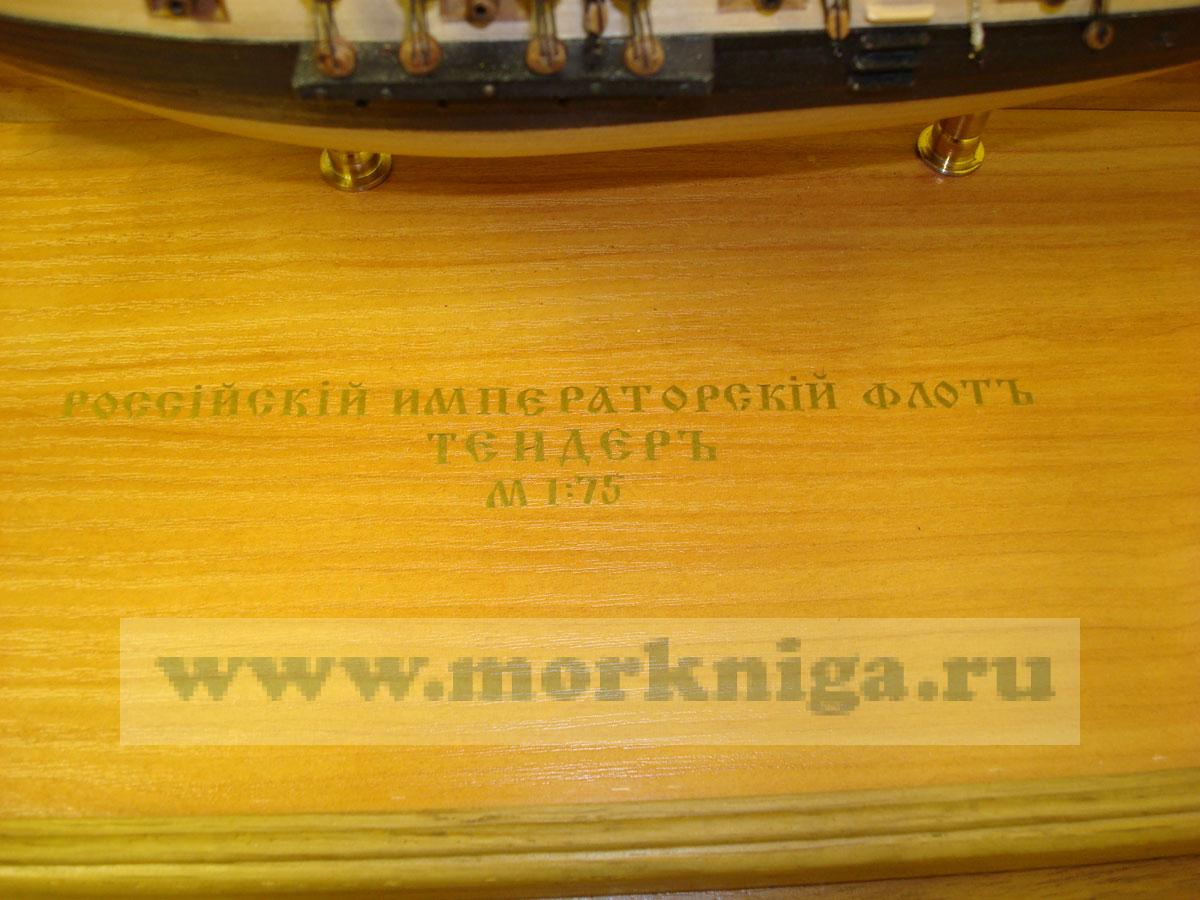 РОССІЙСКІЙ ИМПЕРАТОРСКІЙ ФЛОТЪ
ТЕНДЕРЪ
М 1:75
www.morkniga.ru